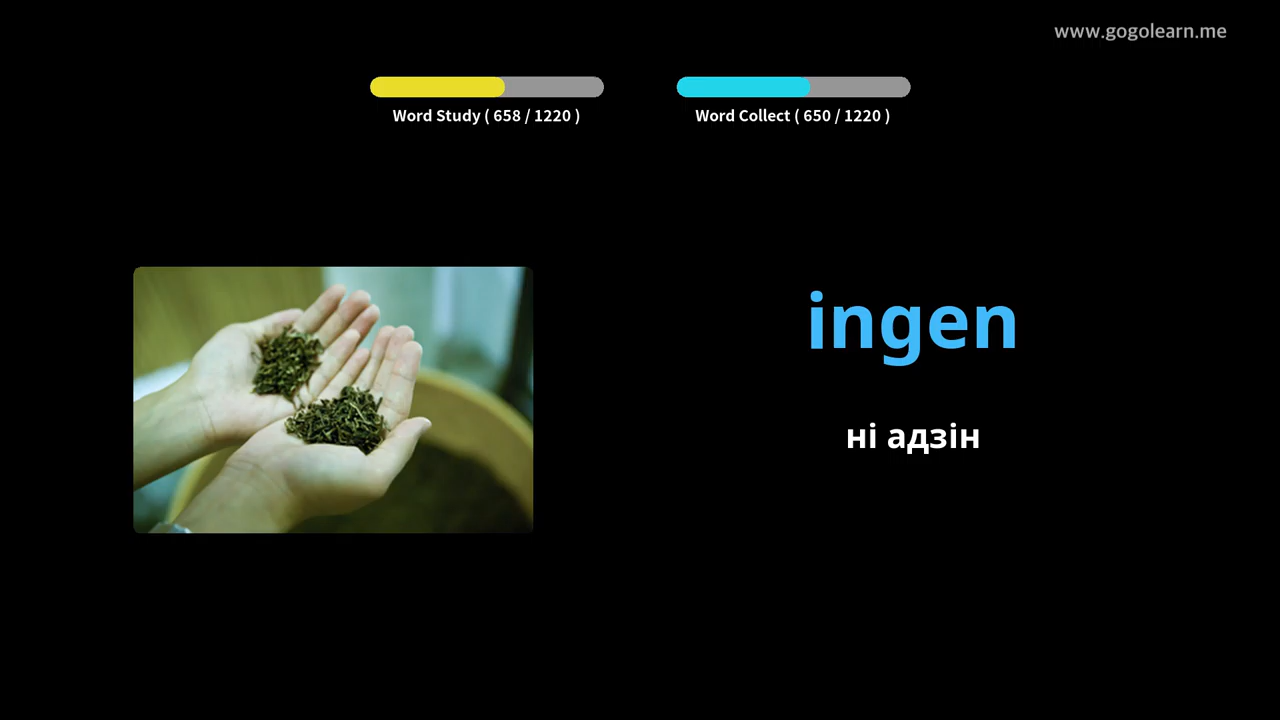 www.gogolearn.me
Word Study ( 658 / 1220 )
Word Collect ( 650 / 1220 )
ingen
ні адзін